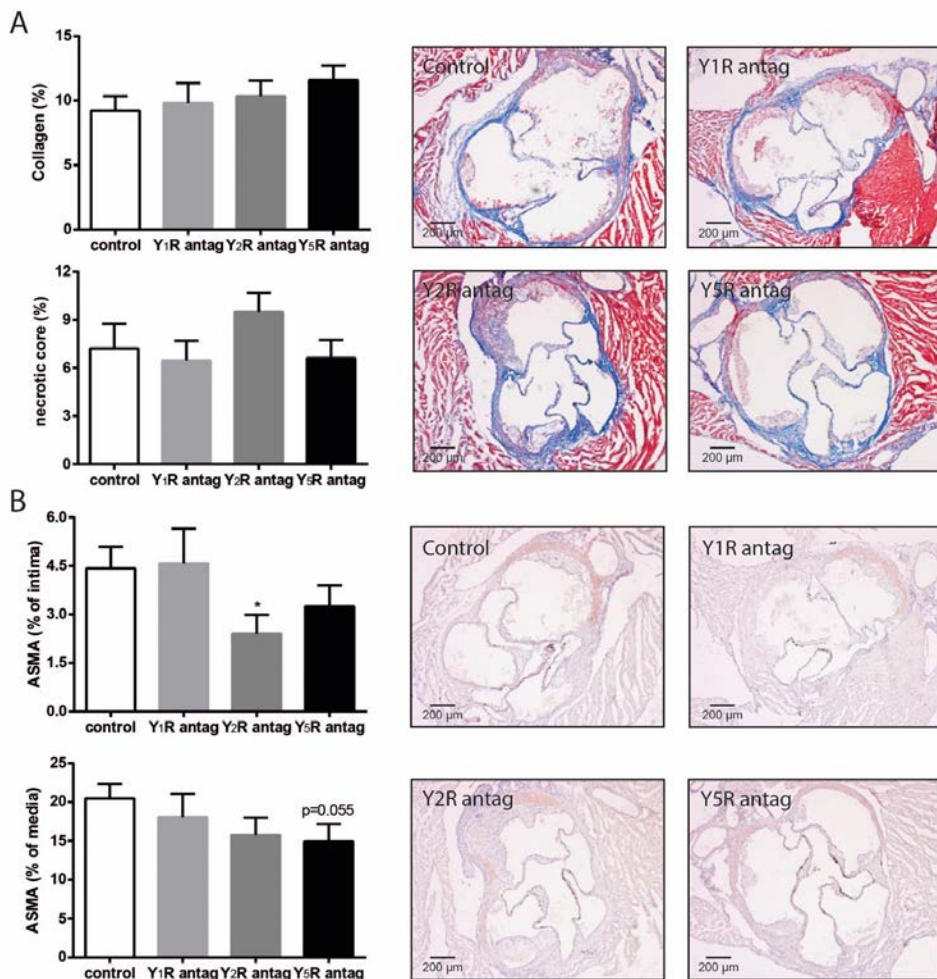 A
Collagen (%)
15
10
5
0
control Y1R antag Y2R antag Y5R antag
necrotic core (%)
12
9
6
3
0
control Y1R antag Y2R antag Y5R antag
Control
200 µm
Y1R antag
200 µm
Y2R antag
200 µm
Y5R antag
200 µm
B
ASMA (% of intima)
6.0
4.5
3.0
1.5
0.0
*
control Y1R antag Y2R antag Y5R antag
ASMA (% of media)
25
20
15
10
5
0
p=0.055
control Y1R antag Y2R antag Y5R antag
Control
200 µm
Y1R antag
200 µm
Y2R antag
200 µm
Y5R antag
200 µm